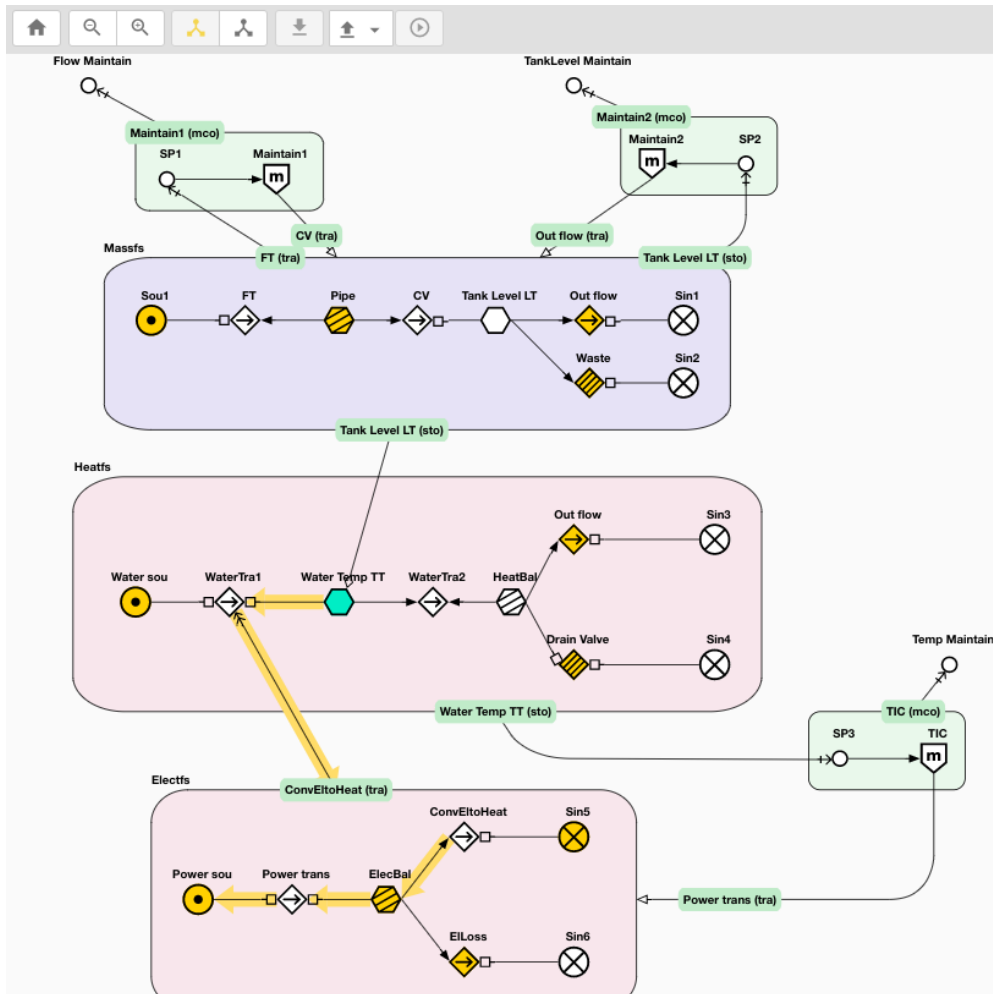 Flow Maintain
TankLevel Maintain
Maintain1 (mco)
Maintain2 (mco)
SP1
Maintain1
m
Maintain2
SP2
m
CV (tra)
Out flow (tra)
Massfs
FT (tra)
Tank Level LT (sto)
Sou1
FT
Pipe
CV
Tank Level LT
Out flow
Sin1
Waste
Sin2
Tank Level LT (sto)
Heatfs
Out flow
Sin3
Water sou
WaterTra1
Water Temp TT
WaterTra2
HeatBal
Drain Valve
Sin4
Temp Maintain
Water Temp TT (sto)
TIC (mco)
SP3
TIC
m
Electfs
ConvEltoHeat (tra)
ConvEltoHeat
Sin5
Power sou
Power trans
ElecBal
Power trans (tra)
ElLoss
Sin6